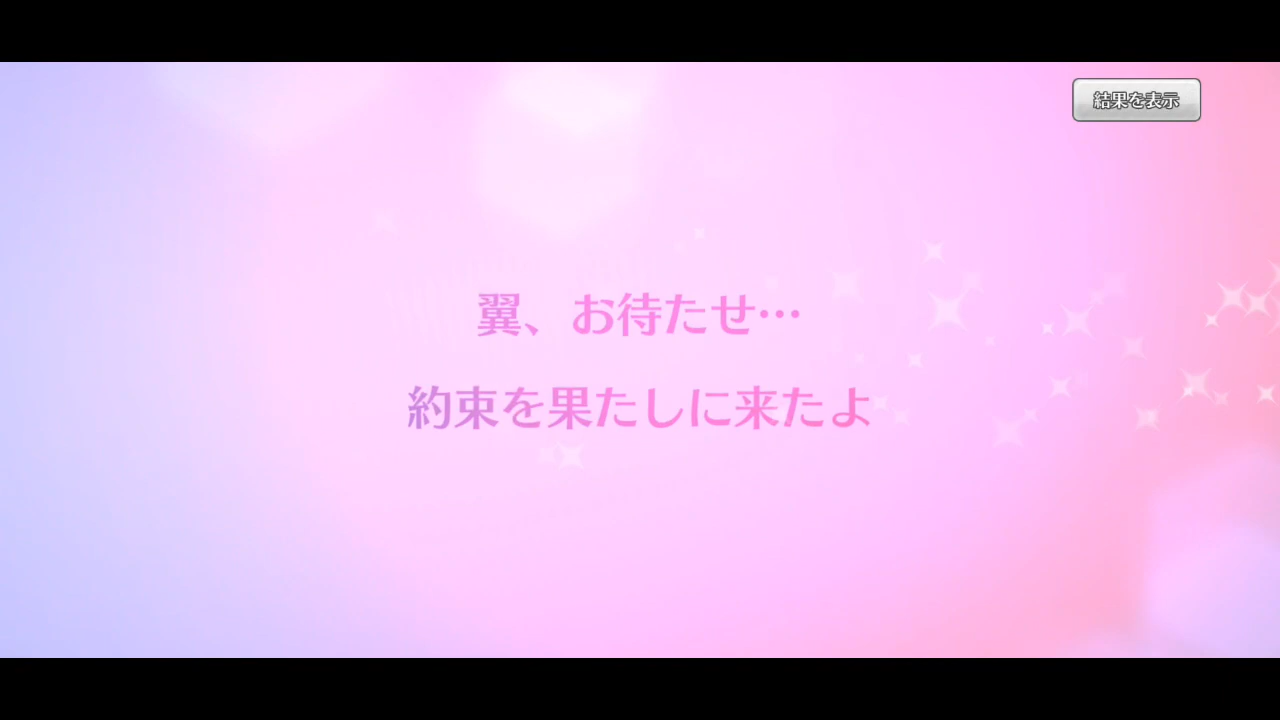 結果を表示
翼、お待たせ…
約束を果たしに来たよ